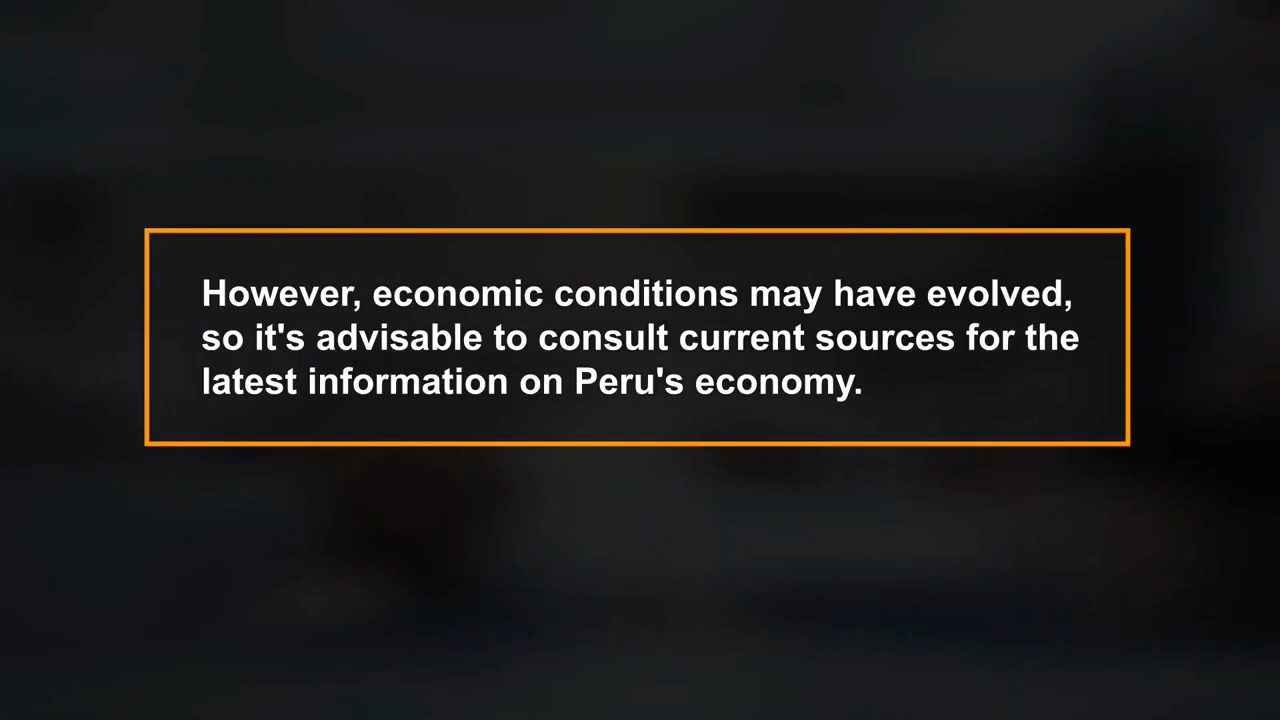 However, economic conditions may have evolved,
so it's advisable to consult current sources for the
latest information on Peru's economy.